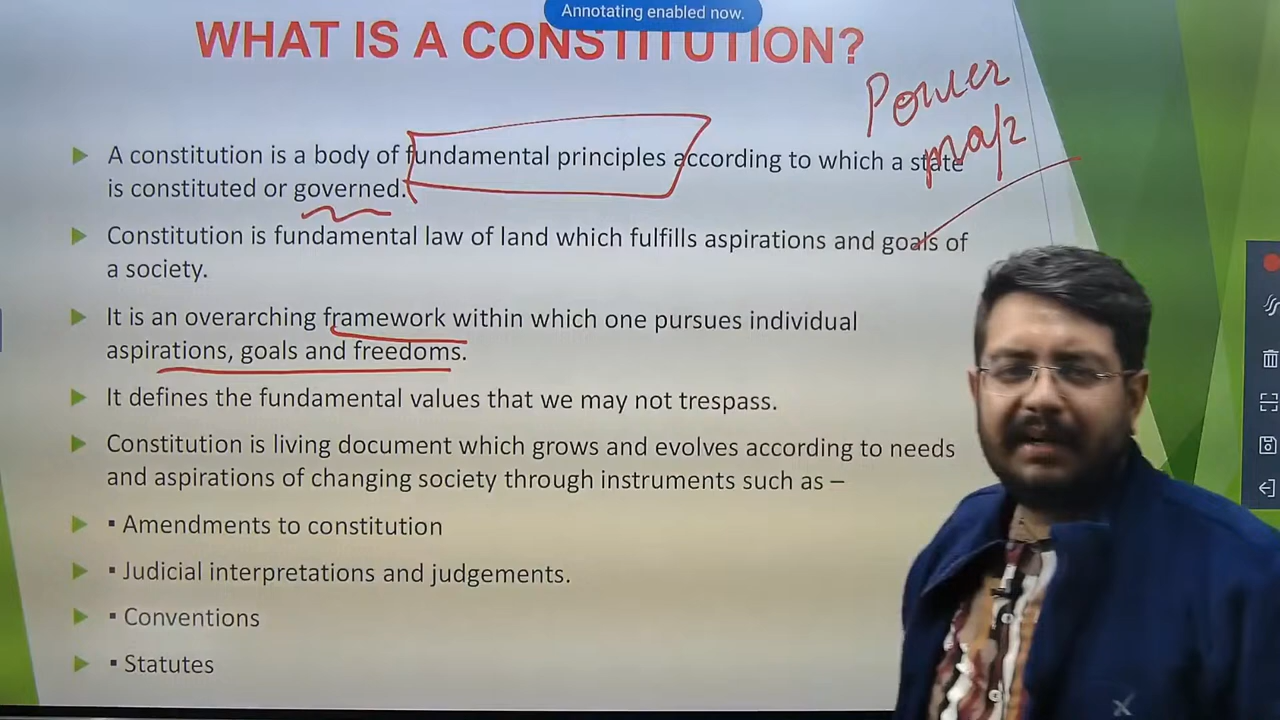 Annotating enabled now.
WHAT IS A CONSTITUTION?
Power
map
A constitution is a body of fundamental principles according to which a state
is constituted or governed.
Constitution is fundamental law of land which fulfills aspirations and goals of
a society.
It is an overarching framework within which one pursues individual
aspirations, goals and freedoms.
It defines the fundamental values that we may not trespass.
Constitution is living document which grows and evolves according to needs
and aspirations of changing society through instruments such as –
▪ Amendments to constitution
▪ Judicial interpretations and judgements.
▪ Conventions
▪ Statutes